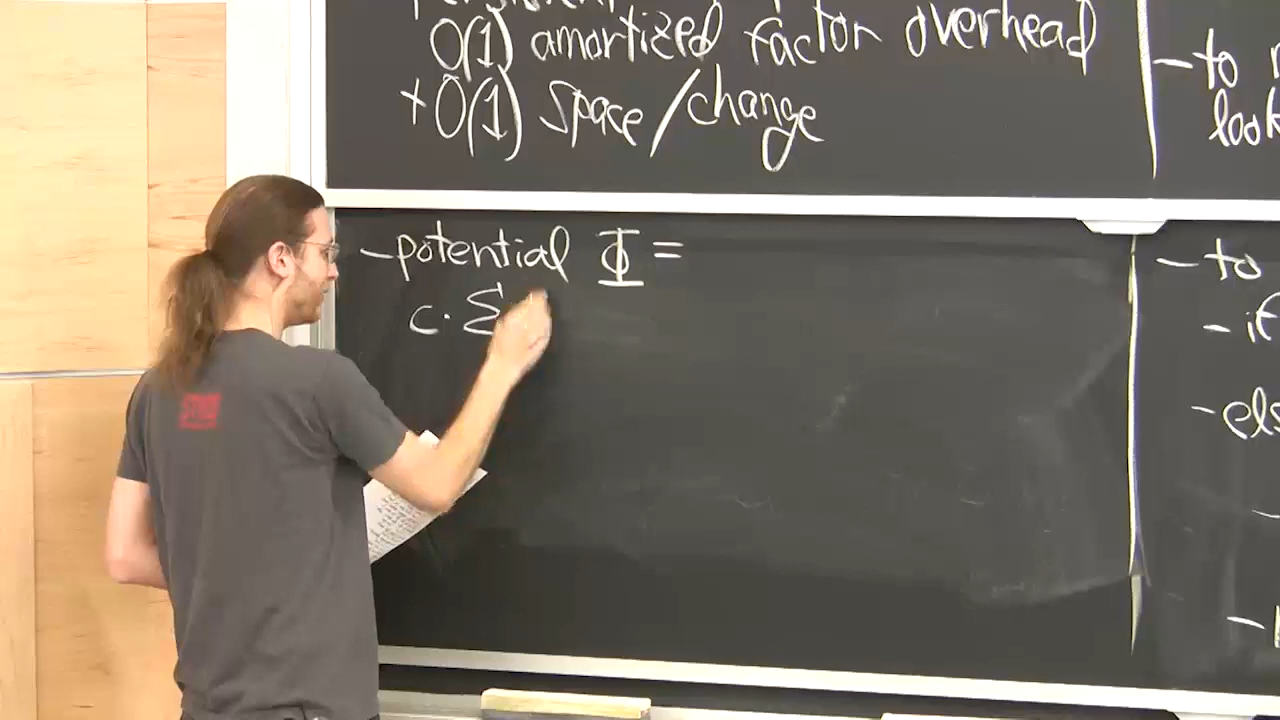 O(1) amortized factor overhead
+ O(1) space/change
- potential Φ =
c · Σ
- to
look
- to
- if
- els